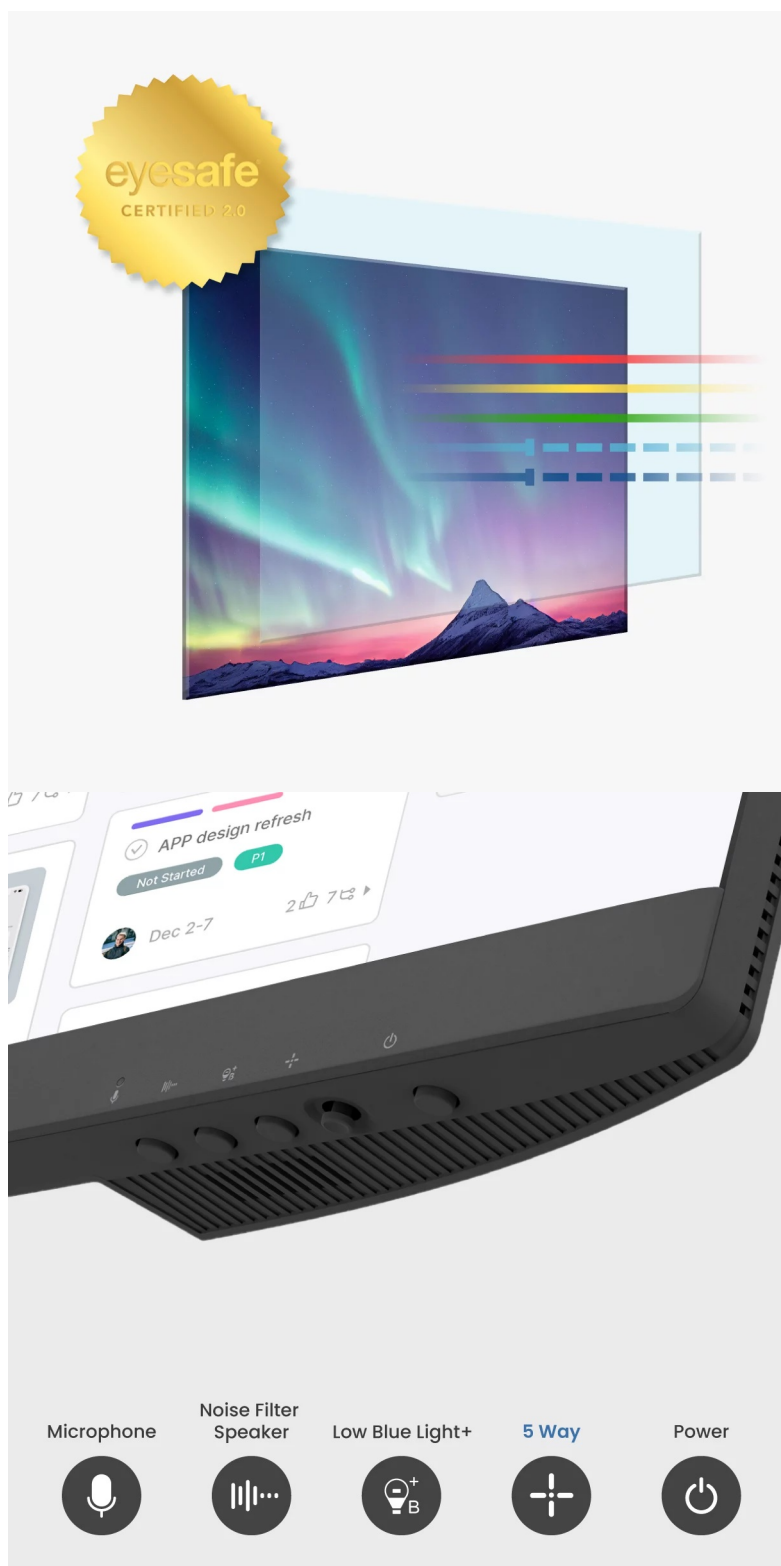 eyesafe
CERTIFIED 2.0
APP design refresh
Not Started
P1
Dec 2-7
2
7
Microphone
Noise Filter
Speaker
Low Blue Light+
5 Way
Power
+
B